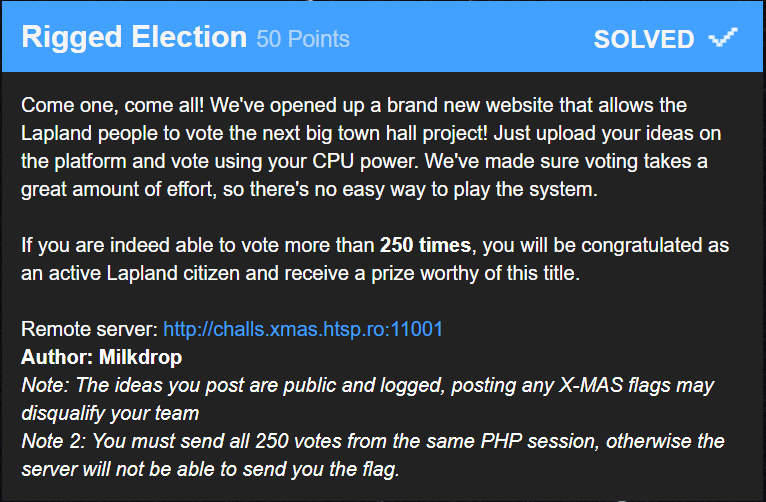 Rigged Election 50 Points SOLVED
Come one, come all! We've opened up a brand new website that allows the
Lapland people to vote the next big town hall project! Just upload your ideas on
the platform and vote using your CPU power. We've made sure voting takes a
great amount of effort, so there's no easy way to play the system.
If you are indeed able to vote more than 250 times, you will be congratulated as
an active Lapland citizen and receive a prize worthy of this title.
Remote server: http://challs.xmas.htsp.ro:11001
Author: Milkdrop
Note: The ideas you post are public and logged, posting any X-MAS flags may
disqualify your team
Note 2: You must send all 250 votes from the same PHP session, otherwise the
server will not be able to send you the flag.